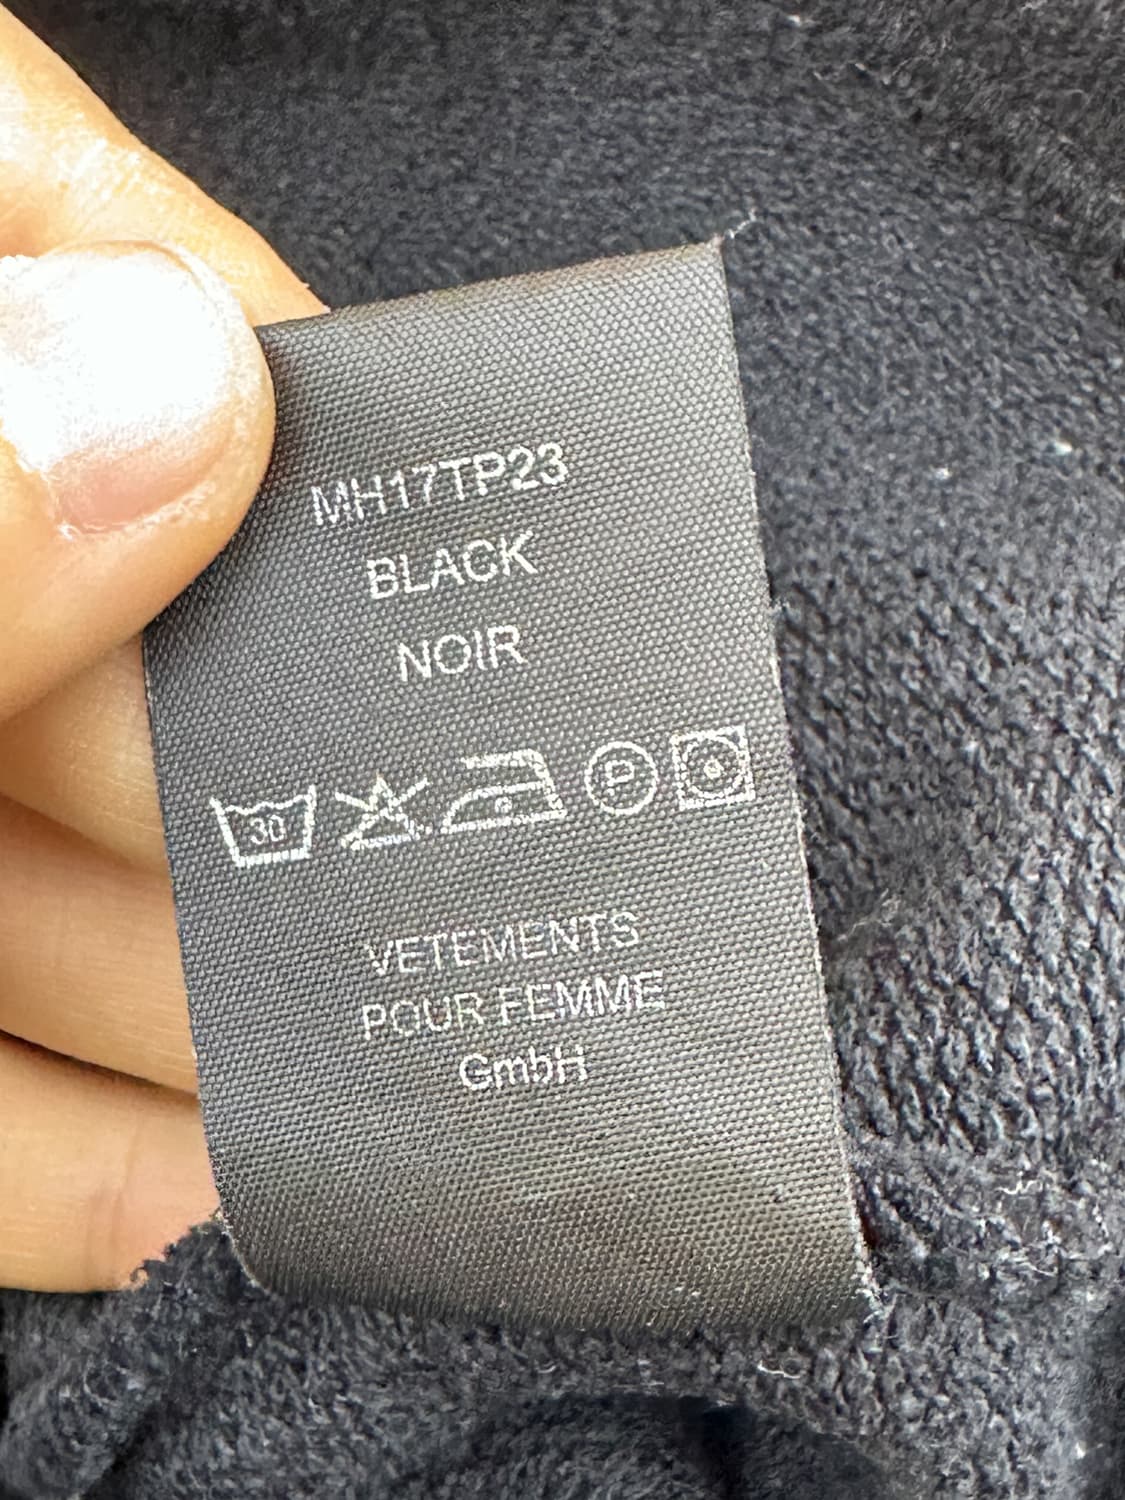 MH17TP23
BLACK
NOIR
30 P
VETEMENTS
POUR FEMME
GmbH